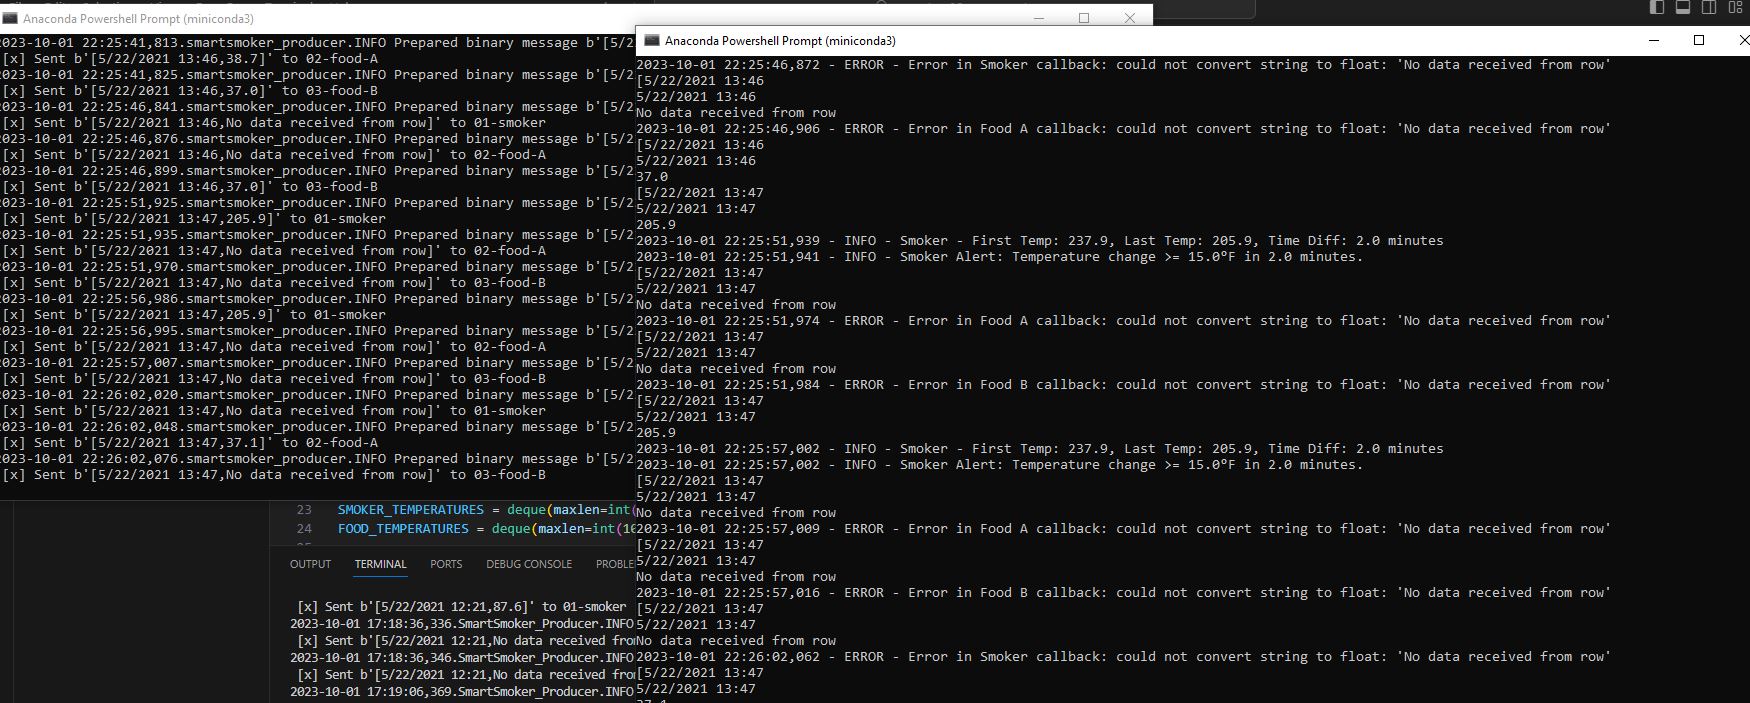 Anaconda Powershell Prompt (miniconda3)
2023-10-01 22:25:41,813.smartsmoker_producer.INFO Prepared binary message b'[5/2
[x] Sent b'[5/22/2021 13:46,38.7]' to 02-food-A
2023-10-01 22:25:41,825.smartsmoker_producer.INFO Prepared binary message b'[5/2
[x] Sent b'[5/22/2021 13:46,37.0]' to 03-food-B
2023-10-01 22:25:46,841.smartsmoker_producer.INFO Prepared binary message b'[5/2
[x] Sent b'[5/22/2021 13:46,No data received from row]' to 01-smoker
2023-10-01 22:25:46,876.smartsmoker_producer.INFO Prepared binary message b'[5/2
[x] Sent b'[5/22/2021 13:46,No data received from row]' to 02-food-A
2023-10-01 22:25:46,899.smartsmoker_producer.INFO Prepared binary message b'[5/2
[x] Sent b'[5/22/2021 13:46,37.0]' to 03-food-B
2023-10-01 22:25:51,925.smartsmoker_producer.INFO Prepared binary message b'[5/2
[x] Sent b'[5/22/2021 13:47,205.9]' to 01-smoker
2023-10-01 22:25:51,935.smartsmoker_producer.INFO Prepared binary message b'[5/2
[x] Sent b'[5/22/2021 13:47,No data received from row]' to 02-food-A
2023-10-01 22:25:51,970.smartsmoker_producer.INFO Prepared binary message b'[5/2
[x] Sent b'[5/22/2021 13:47,No data received from row]' to 03-food-B
2023-10-01 22:25:56,986.smartsmoker_producer.INFO Prepared binary message b'[5/2
[x] Sent b'[5/22/2021 13:47,205.9]' to 01-smoker
2023-10-01 22:25:56,995.smartsmoker_producer.INFO Prepared binary message b'[5/2
[x] Sent b'[5/22/2021 13:47,No data received from row]' to 02-food-A
2023-10-01 22:25:57,007.smartsmoker_producer.INFO Prepared binary message b'[5/2
[x] Sent b'[5/22/2021 13:47,No data received from row]' to 03-food-B
2023-10-01 22:26:02,020.smartsmoker_producer.INFO Prepared binary message b'[5/2
[x] Sent b'[5/22/2021 13:47,No data received from row]' to 01-smoker
2023-10-01 22:26:02,048.smartsmoker_producer.INFO Prepared binary message b'[5/2
[x] Sent b'[5/22/2021 13:47,37.1]' to 02-food-A
2023-10-01 22:26:02,076.smartsmoker_producer.INFO Prepared binary message b'[5/2
[x] Sent b'[5/22/2021 13:47,No data received from row]' to 03-food-B
23 SMOKER_TEMPERATURES = deque(maxlen=int(
24 FOOD_TEMPERATURES = deque(maxlen=int(10
OUTPUT TERMINAL PORTS DEBUG CONSOLE PROBLE
[x] Sent b'[5/22/2021 12:21,87.6]' to 01-smoker
2023-10-01 17:18:36,336.SmartSmoker_Producer.INFO
[x] Sent b'[5/22/2021 12:21,No data received fro
2023-10-01 17:18:36,346.SmartSmoker_Producer.INFO
[x] Sent b'[5/22/2021 12:21,No data received fro
2023-10-01 17:19:06,369.SmartSmoker_Producer.INFO
Anaconda Powershell Prompt (miniconda3)
2023-10-01 22:25:46,872 - ERROR - Error in Smoker callback: could not convert string to float: 'No data received from row'
[5/22/2021 13:46
5/22/2021 13:46
No data received from row
2023-10-01 22:25:46,906 - ERROR - Error in Food A callback: could not convert string to float: 'No data received from row'
[5/22/2021 13:46
5/22/2021 13:46
37.0
[5/22/2021 13:47
5/22/2021 13:47
205.9
2023-10-01 22:25:51,939 - INFO - Smoker - First Temp: 237.9, Last Temp: 205.9, Time Diff: 2.0 minutes
2023-10-01 22:25:51,941 - INFO - Smoker Alert: Temperature change >= 15.0°F in 2.0 minutes.
[5/22/2021 13:47
5/22/2021 13:47
No data received from row
2023-10-01 22:25:51,974 - ERROR - Error in Food A callback: could not convert string to float: 'No data received from row'
[5/22/2021 13:47
5/22/2021 13:47
No data received from row
2023-10-01 22:25:51,984 - ERROR - Error in Food B callback: could not convert string to float: 'No data received from row'
[5/22/2021 13:47
5/22/2021 13:47
205.9
2023-10-01 22:25:57,002 - INFO - Smoker - First Temp: 237.9, Last Temp: 205.9, Time Diff: 2.0 minutes
2023-10-01 22:25:57,002 - INFO - Smoker Alert: Temperature change >= 15.0°F in 2.0 minutes.
[5/22/2021 13:47
5/22/2021 13:47
No data received from row
2023-10-01 22:25:57,009 - ERROR - Error in Food A callback: could not convert string to float: 'No data received from row'
[5/22/2021 13:47
5/22/2021 13:47
No data received from row
2023-10-01 22:25:57,016 - ERROR - Error in Food B callback: could not convert string to float: 'No data received from row'
[5/22/2021 13:47
5/22/2021 13:47
No data received from row
2023-10-01 22:26:02,062 - ERROR - Error in Smoker callback: could not convert string to float: 'No data received from row'
[5/22/2021 13:47
5/22/2021 13:47